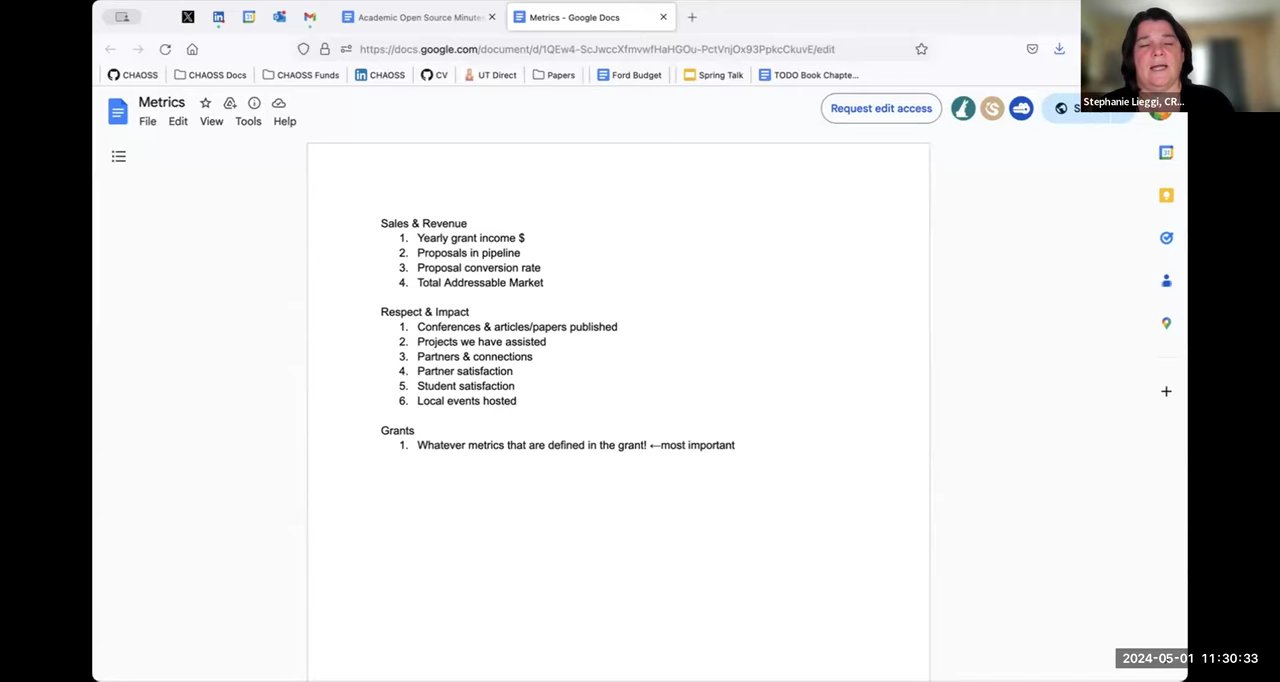 Academic Open Source Minute
Metrics - Google Docs
https://docs.google.com/document/d/1QEw4-ScJwccXfmvwfHaHGOu-PctVnjOx93PpkcCkuvE/edit
CHAOSS
CHAOSS Docs
CHAOSS Funds
CHAOSS
CV
UT Direct
Papers
Ford Budget
Spring Talk
TODO Book Chapte...
Stephanie Lieggi, CR...
Metrics
Request edit access
S
File Edit View Tools Help
Sales & Revenue
1. Yearly grant income $
2. Proposals in pipeline
3. Proposal conversion rate
4. Total Addressable Market
Respect & Impact
1. Conferences & articles/papers published
2. Projects we have assisted
3. Partners & connections
4. Partner satisfaction
5. Student satisfaction
6. Local events hosted
Grants
1. Whatever metrics that are defined in the grant! ←most important
2024-05-01 11:30:33